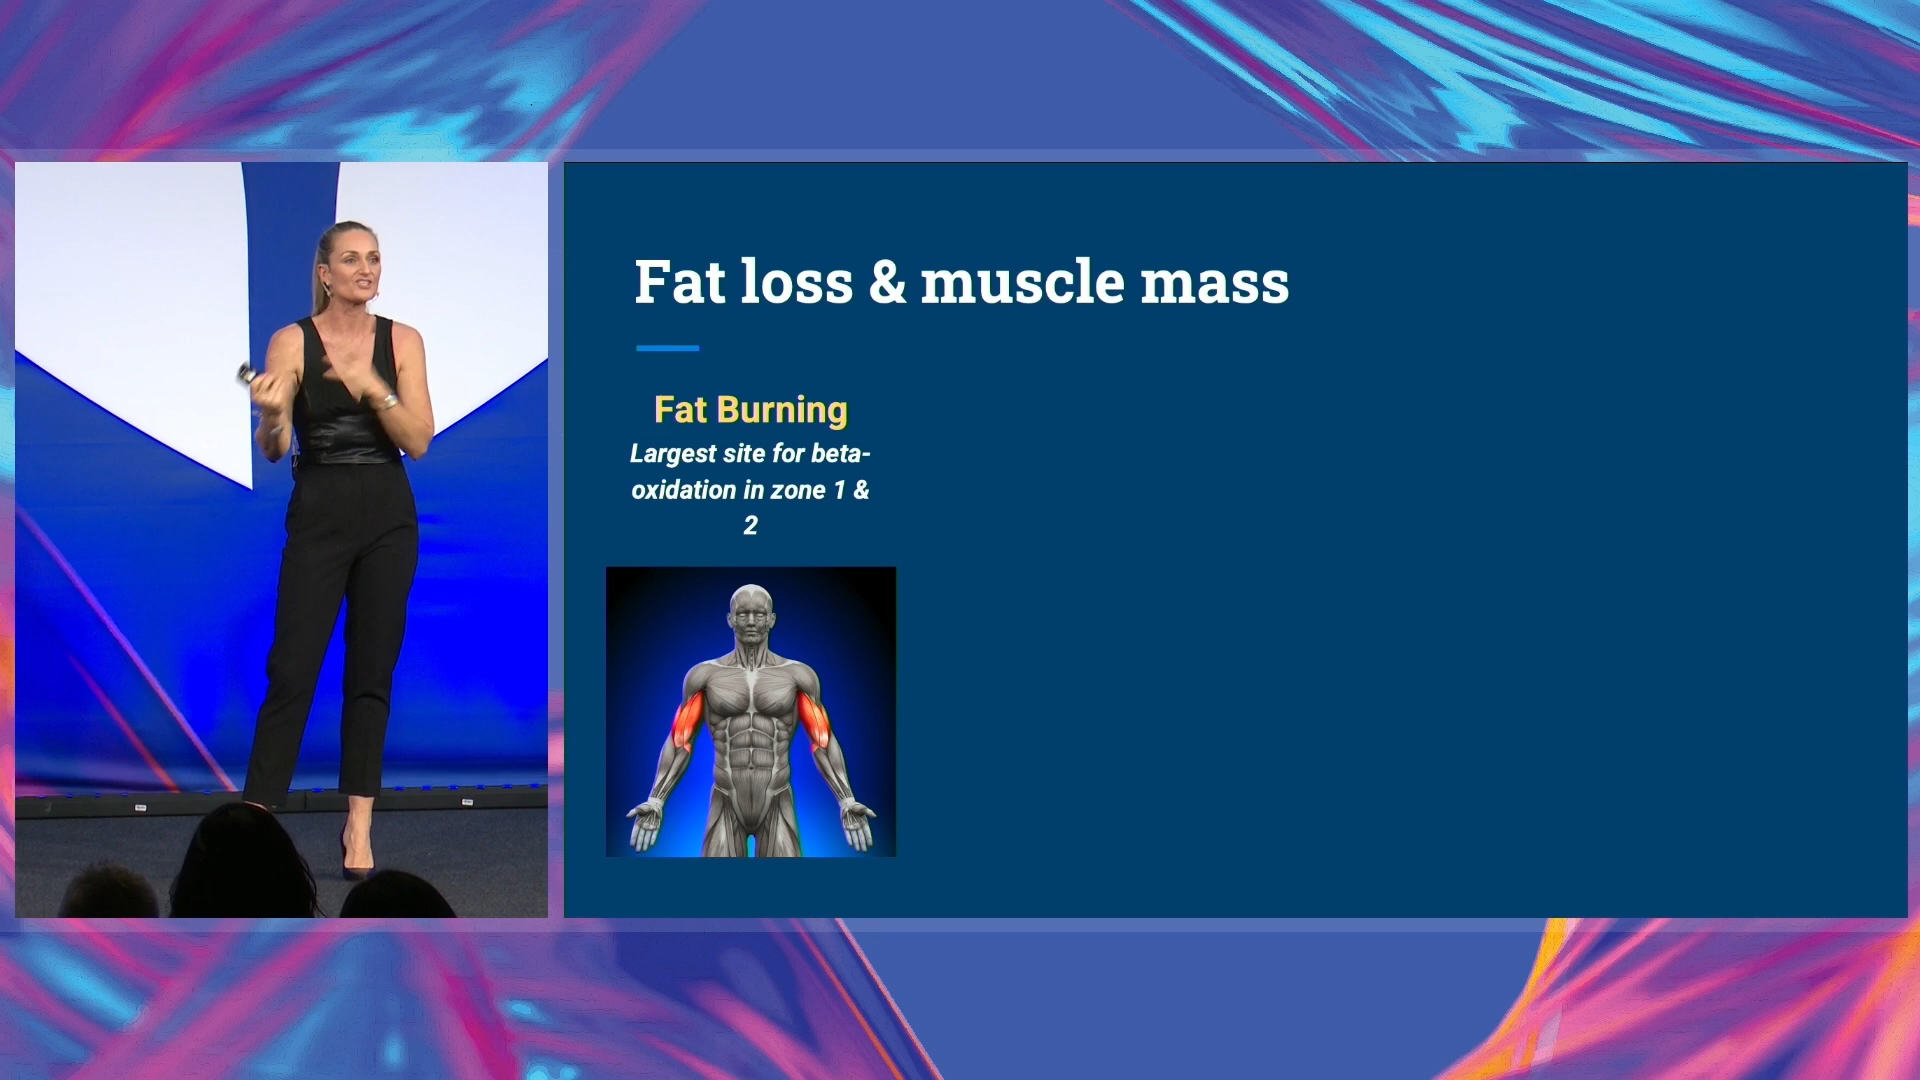 Fat loss & muscle mass
Fat Burning
Largest site for beta-
oxidation in zone 1 &
2